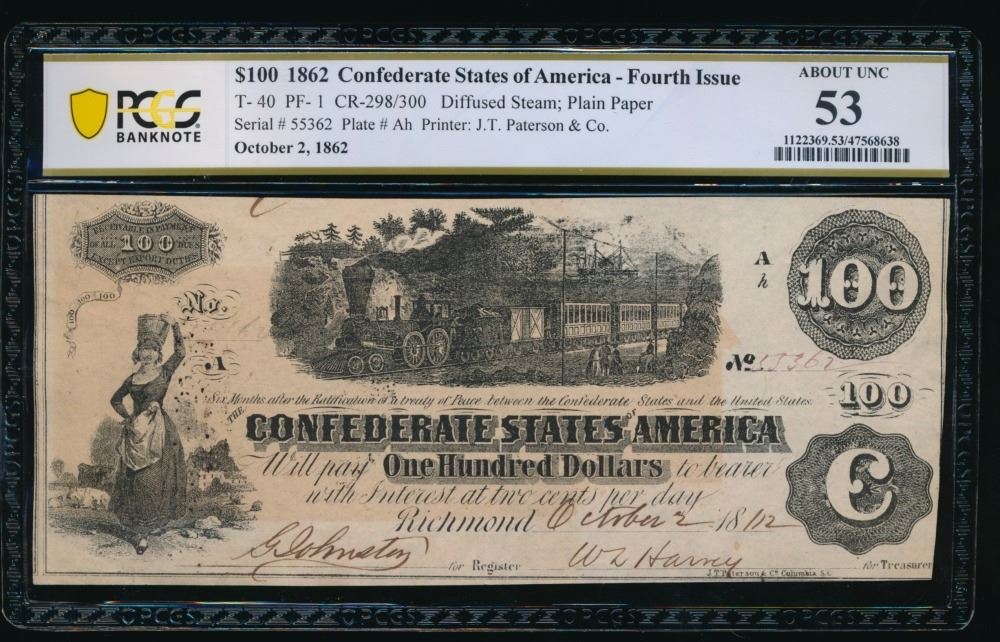 $100 1862 Confederate States of America - Fourth Issue
T- 40 PF- 1 CR-298/300 Diffused Steam; Plain Paper
Serial # 55362 Plate # Ah Printer: J.T. Paterson & Co.
October 2, 1862
PCGS
BANKNOTE
ABOUT UNC
53
1122369.53/47568638
RECEIVABLE IN PAYMENT
OF ALL 100 DUES
EXCEPT EXPORT DUTIES
100 100 100
No.
A
A
h
100
No 55362
100
Six Months after the Ratification of a treaty of Peace between the Confederate States and the United States.
THE CONFEDERATE STATES OF AMERICA
Will pay One Hundred Dollars to bearer
with Interest at two cents per day
Richmond October 2 1862
C
G Johnston
for Register
W L Harvey
for Treasurer
J.T. Paterson & Co. Columbia S.C.